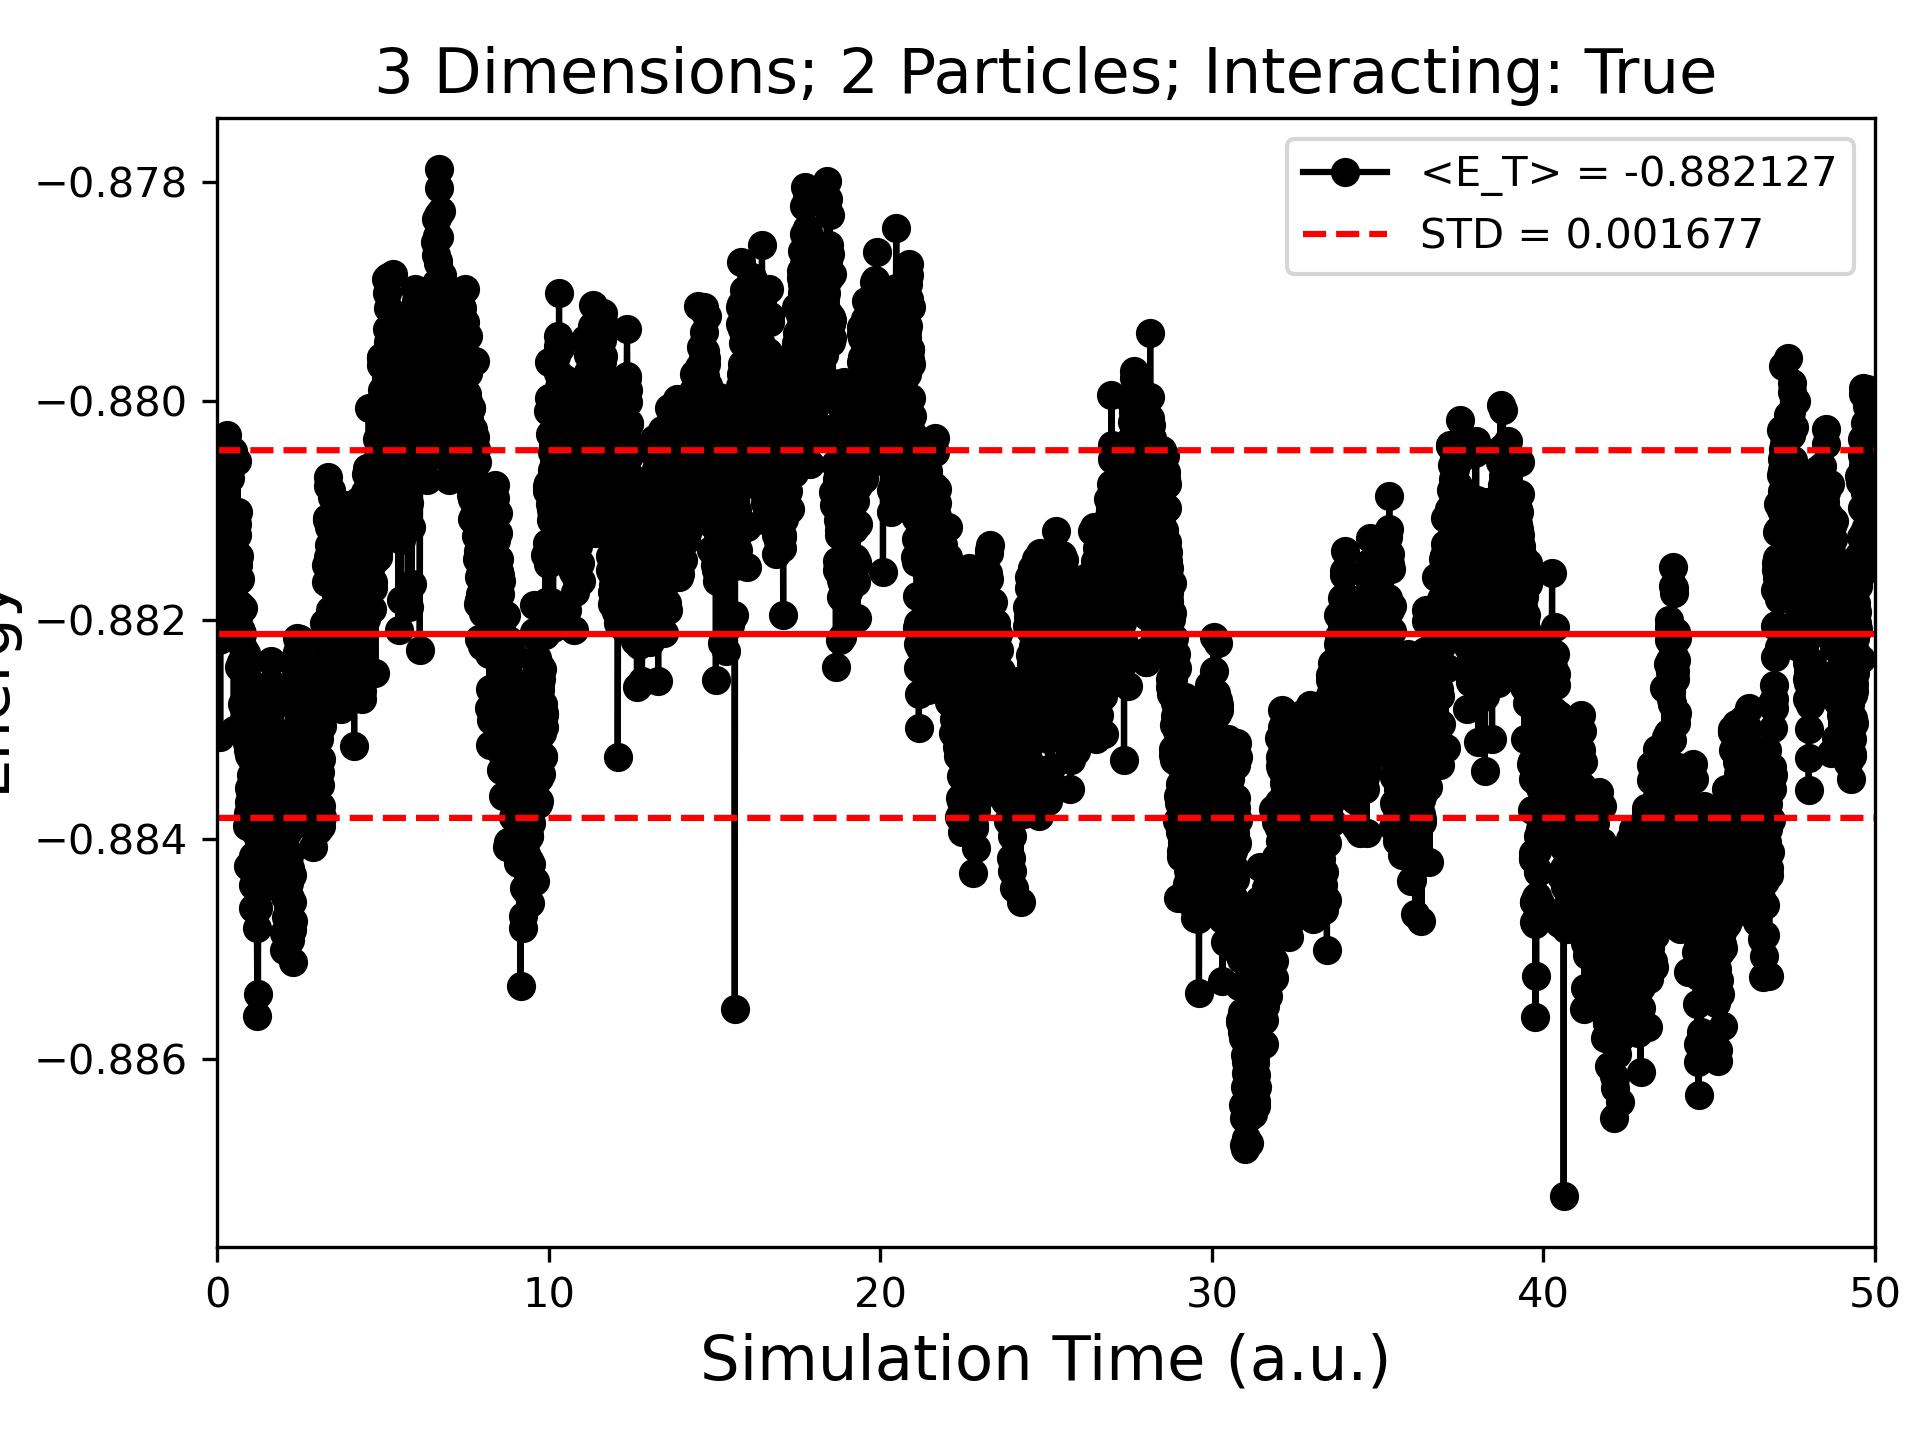 3 Dimensions; 2 Particles; Interacting: True
<E_T> = -0.882127
STD = 0.001677
−0.878
−0.880
−0.882
−0.884
−0.886
0 10 20 30 40 50
Simulation Time (a.u.)